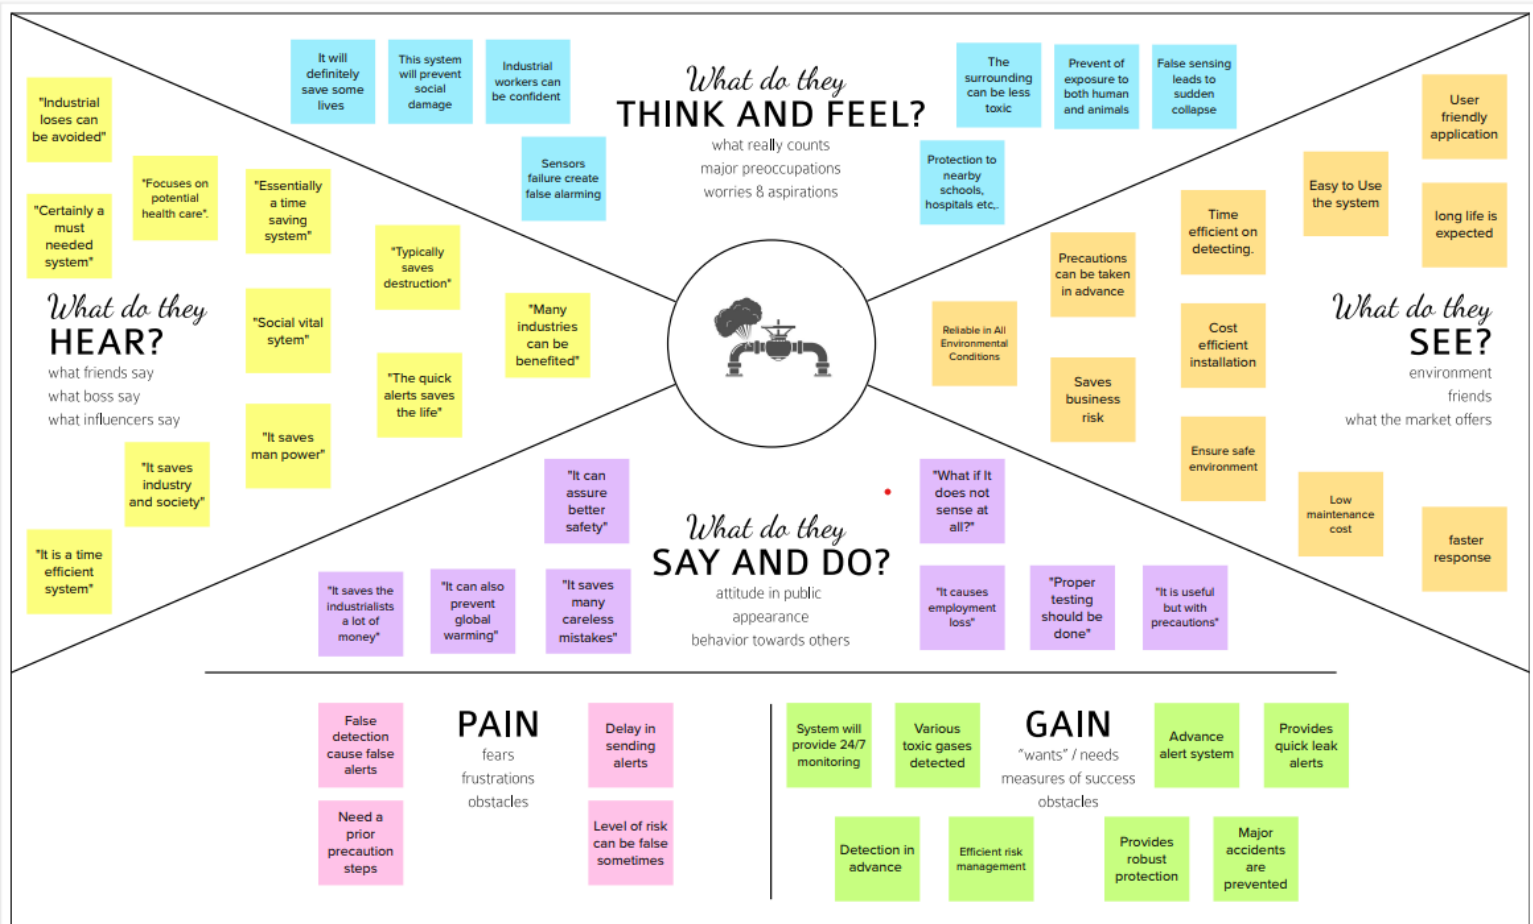 It will
definitely
save some
lives
This system
will prevent
social
damage
Industrial
workers can
be confident
Sensors
failure create
false alarming
What do they
THINK AND FEEL?
what really counts
major preoccupations
worries & aspirations
The
surrounding
can be less
toxic
Prevent of
exposure to
both human
and animals
False sensing
leads to
sudden
collapse
Protection to
nearby
schools,
hospitals etc,.
"Industrial
loses can
be avoided"
"Focuses on
potential
health care".
"Essentially
a time
saving
system"
"Certainly a
must
needed
system"
"Typically
saves
destruction"
What do they
HEAR?
what friends say
what boss say
what influencers say
"Social vital
sytem"
"Many
industries
can be
benefited"
"The quick
alerts saves
the life"
"It saves
man power"
"It saves
industry
and society"
"It is a time
efficient
system"
User
friendly
application
Easy to Use
the system
long life is
expected
Time
efficient on
detecting.
Precautions
can be taken
in advance
Reliable in All
Environmental
Conditions
Cost
efficient
installation
Saves
business
risk
What do they
SEE?
environment
friends
what the market offers
Ensure safe
environment
Low
maintenance
cost
faster
response
"It can
assure
better
safety"
"It saves the
industrialists
a lot of
money"
"It can also
prevent
global
warming"
"It saves
many
careless
mistakes"
What do they
SAY AND DO?
attitude in public
appearance
behavior towards others
"What if It
does not
sense at
all?"
"It causes
employment
loss"
"Proper
testing
should be
done"
"It is useful
but with
precautions"
False
detection
cause false
alerts
PAIN
fears
frustrations
obstacles
Delay in
sending
alerts
Need a
prior
precaution
steps
Level of risk
can be false
sometimes
System will
provide 24/7
monitoring
Various
toxic gases
detected
GAIN
"wants" / needs
measures of success
obstacles
Advance
alert system
Provides
quick leak
alerts
Detection in
advance
Efficient risk
management
Provides
robust
protection
Major
accidents
are
prevented